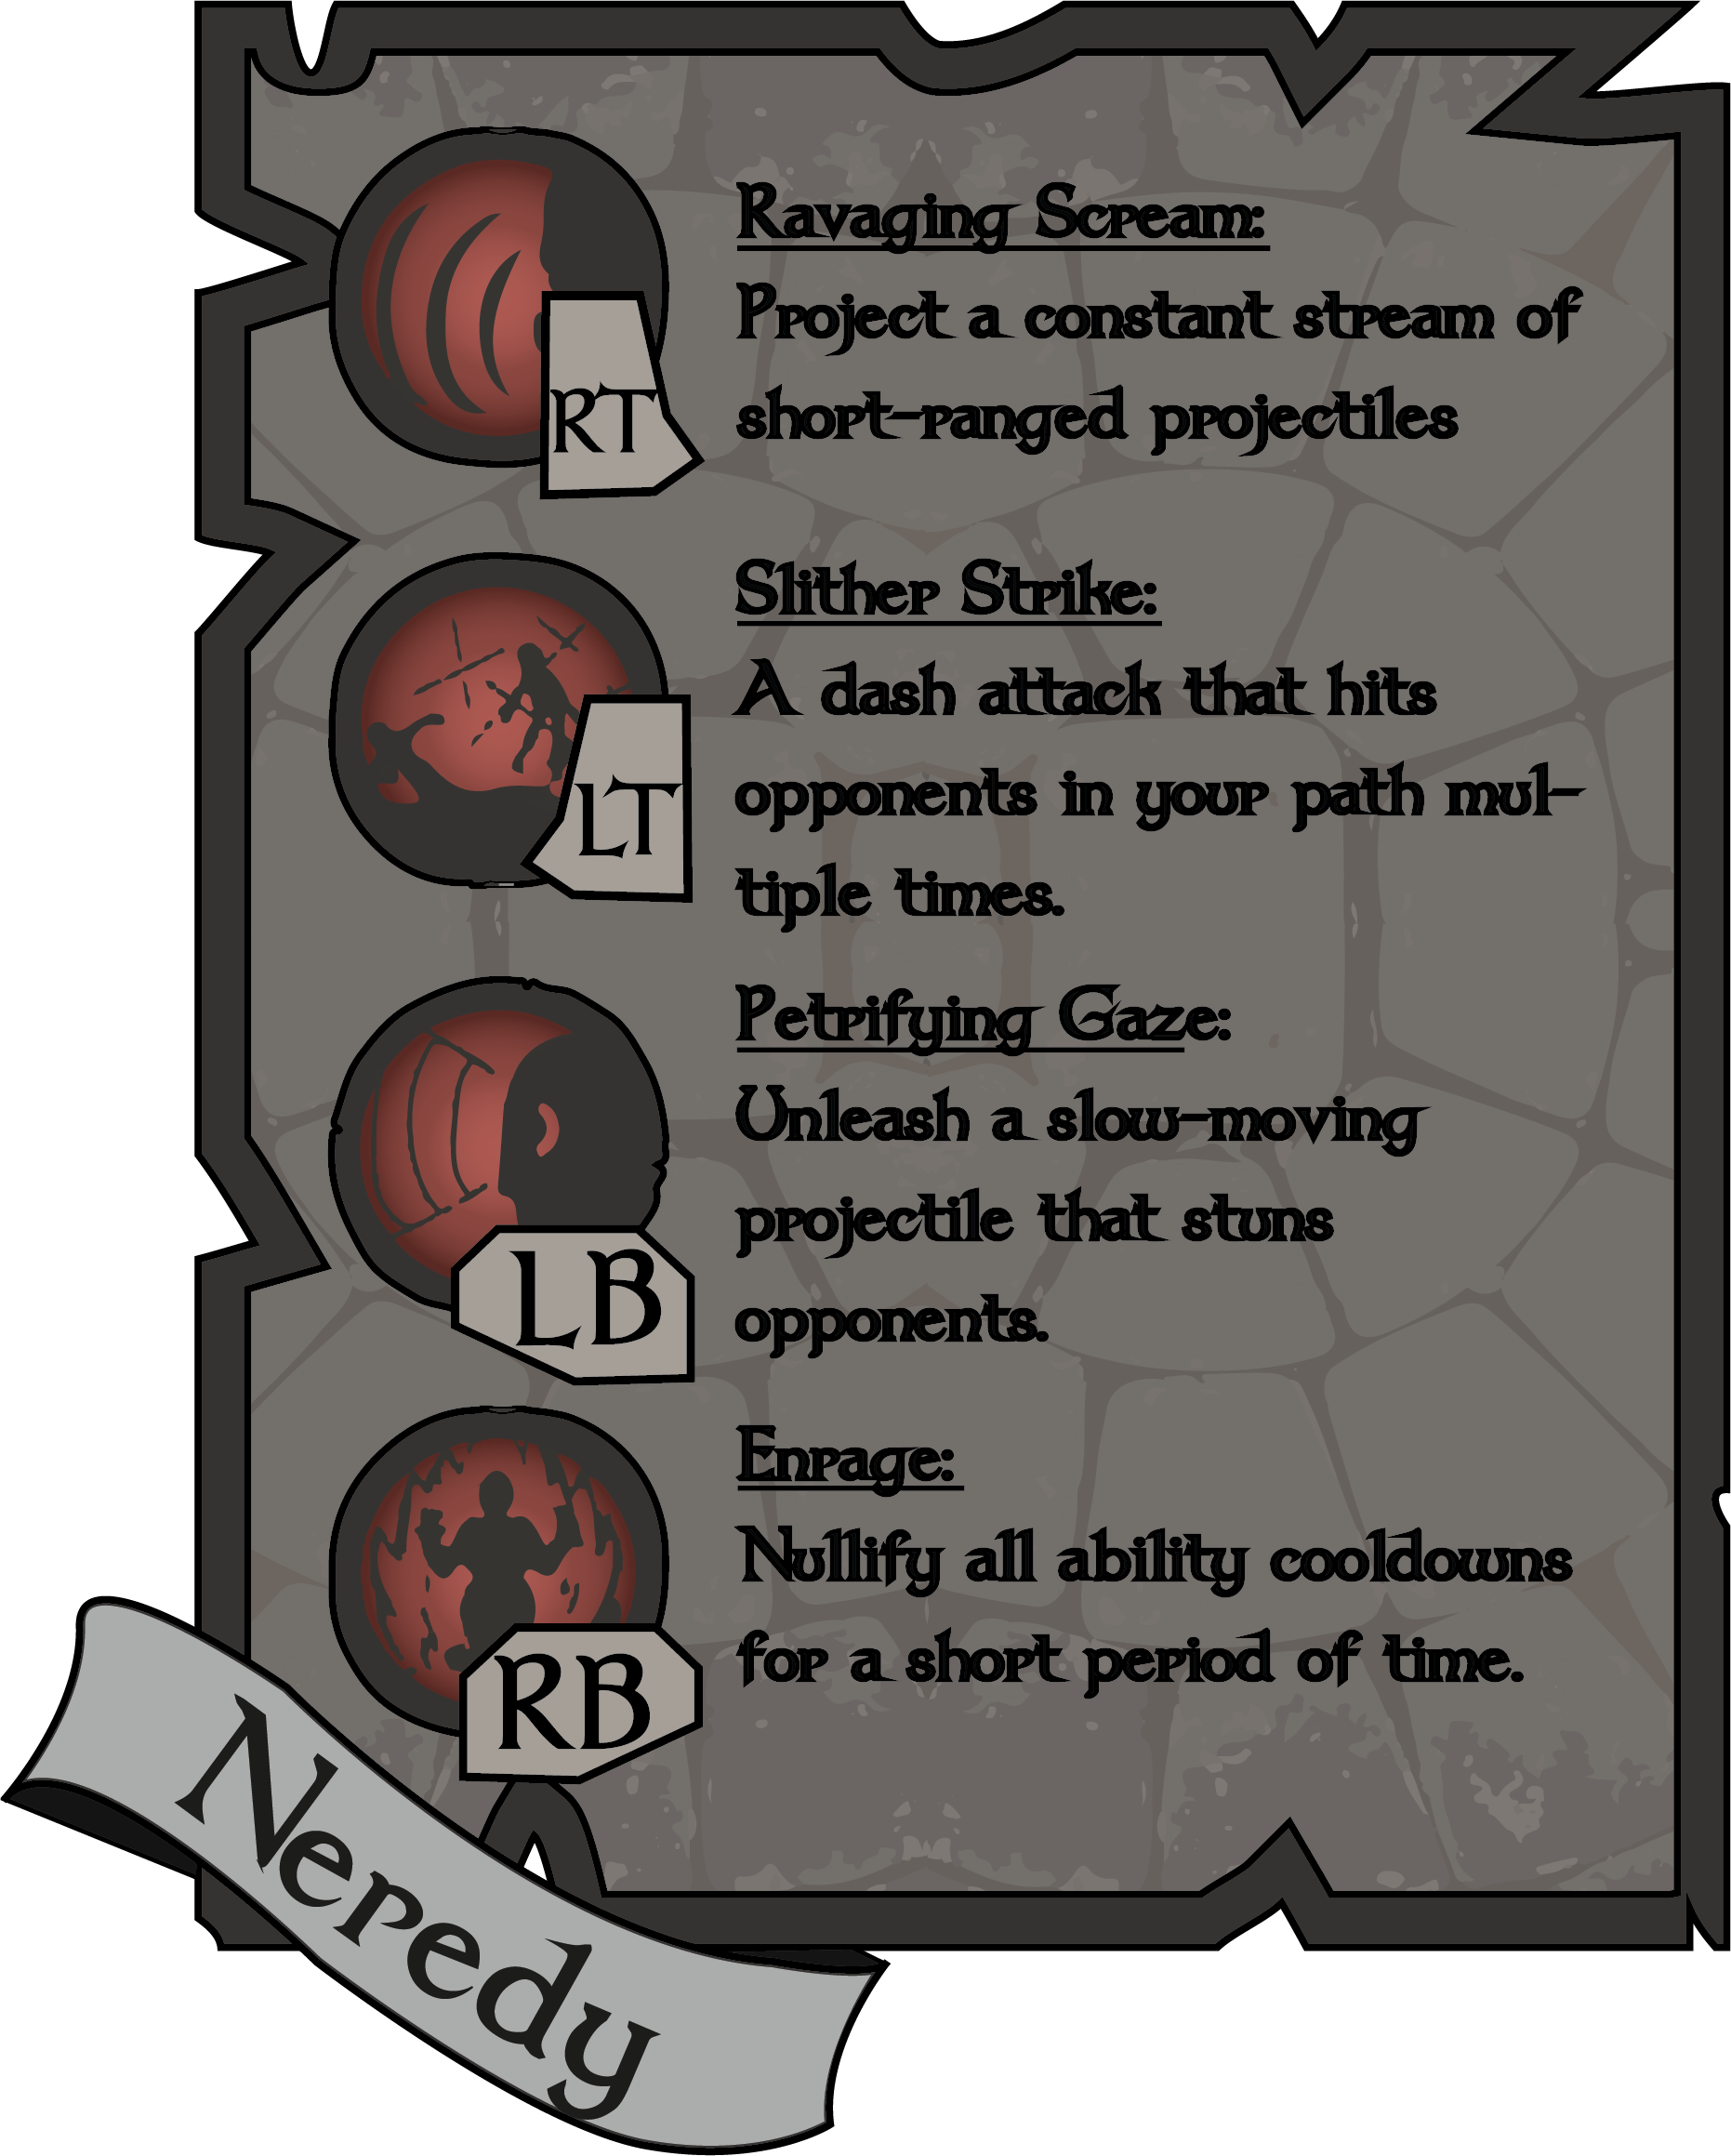 Ravaging Scream:
Project a constant stream of
short-ranged projectiles
RT
Slither Strike:
A dash attack that hits
opponents in your path mul-
tiple times.
LT
Petrifying Gaze:
Unleash a slow-moving
projectile that stuns
opponents.
LB
Enrage:
Nullify all ability cooldowns
for a short period of time.
RB
Neredy